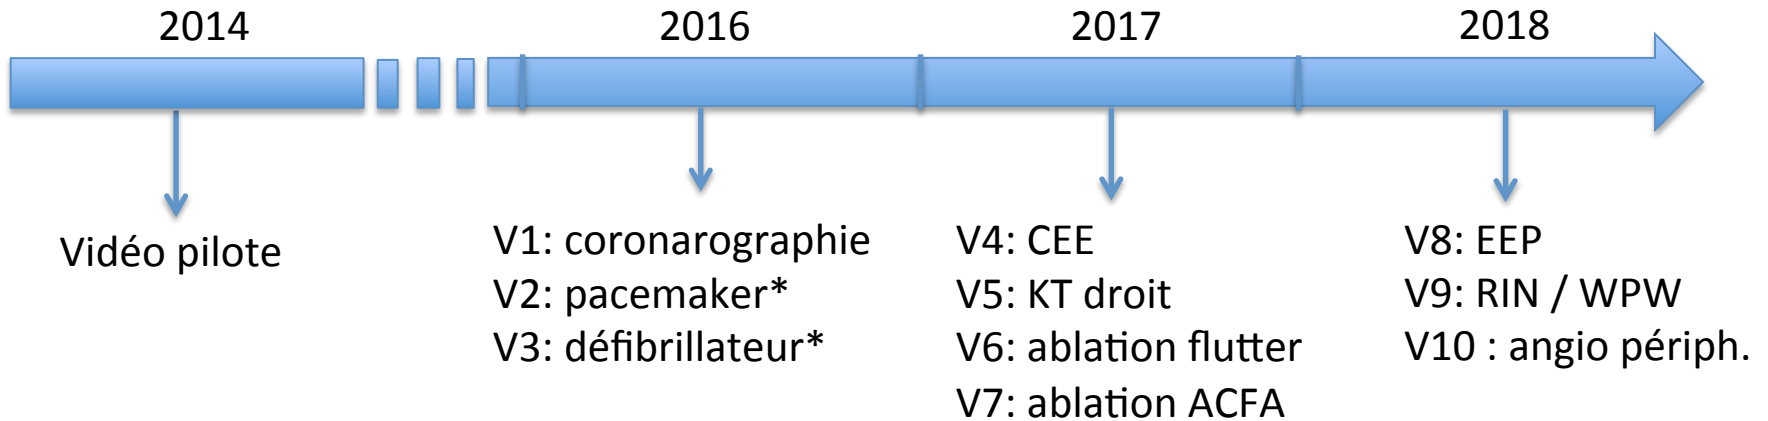 2014
2016
2017
2018
Vidéo pilote
V1: coronarographie
V2: pacemaker*
V3: défibrillateur*
V4: CEE
V5: KT droit
V6: ablation flutter
V7: ablation ACFA
V8: EEP
V9: RIN / WPW
V10 : angio périph.